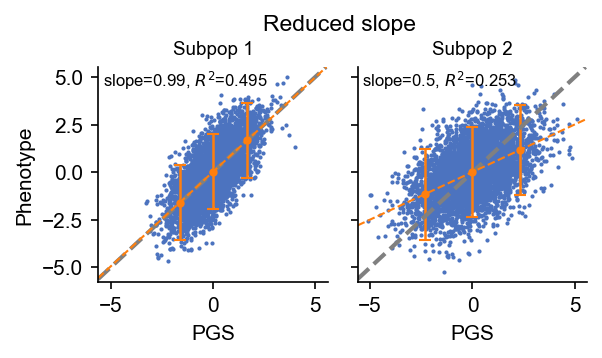 Reduced slope
Subpop 1
Subpop 2
slope=0.99, R²=0.495
slope=0.5, R²=0.253
Phenotype
5.0
2.5
0.0
−2.5
−5.0
−5 0 5
−5 0 5
PGS
PGS